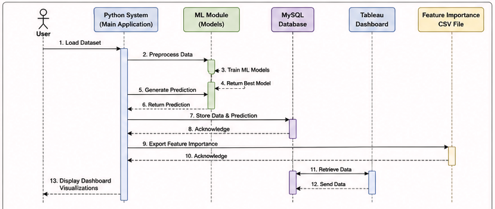 User
Python System
(Main Application)
ML Module
(Models)
MySQL
Database
Tableau
Dashboard
Feature Importance
CSV File
1. Load Dataset
2. Preprocess Data
3. Train ML Models
4. Return Best Model
5. Generate Prediction
6. Return Prediction
7. Store Data & Prediction
8. Acknowledge
9. Export Feature Importance
10. Acknowledge
11. Retrieve Data
12. Send Data
13. Display Dashboard
Visualizations